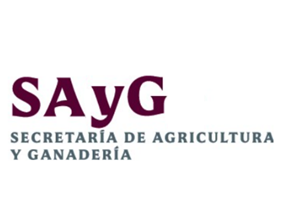 SAyG
SECRETARÍA DE AGRICULTURA
Y GANADERÍA